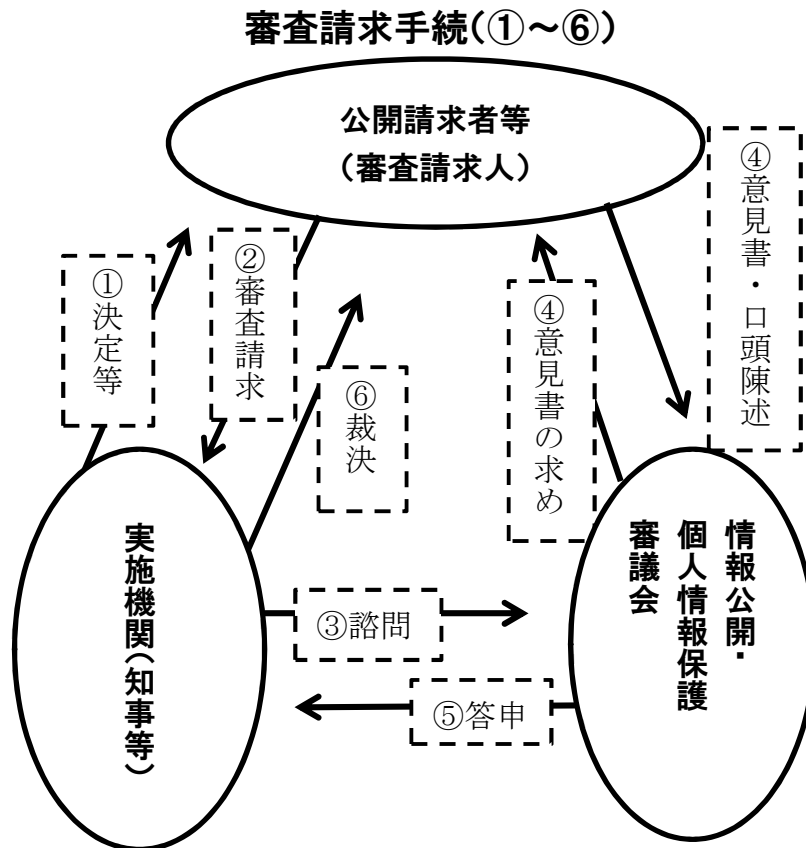 審査請求手続(①~⑥)
公開請求者等
(審査請求人)
①決定等
②審査請求
⑥裁決
④意見書の求め
④意見書・口頭陳述
実施機関(知事等)
③諮問
⑤答申
情報公開・
個人情報保護
審議会